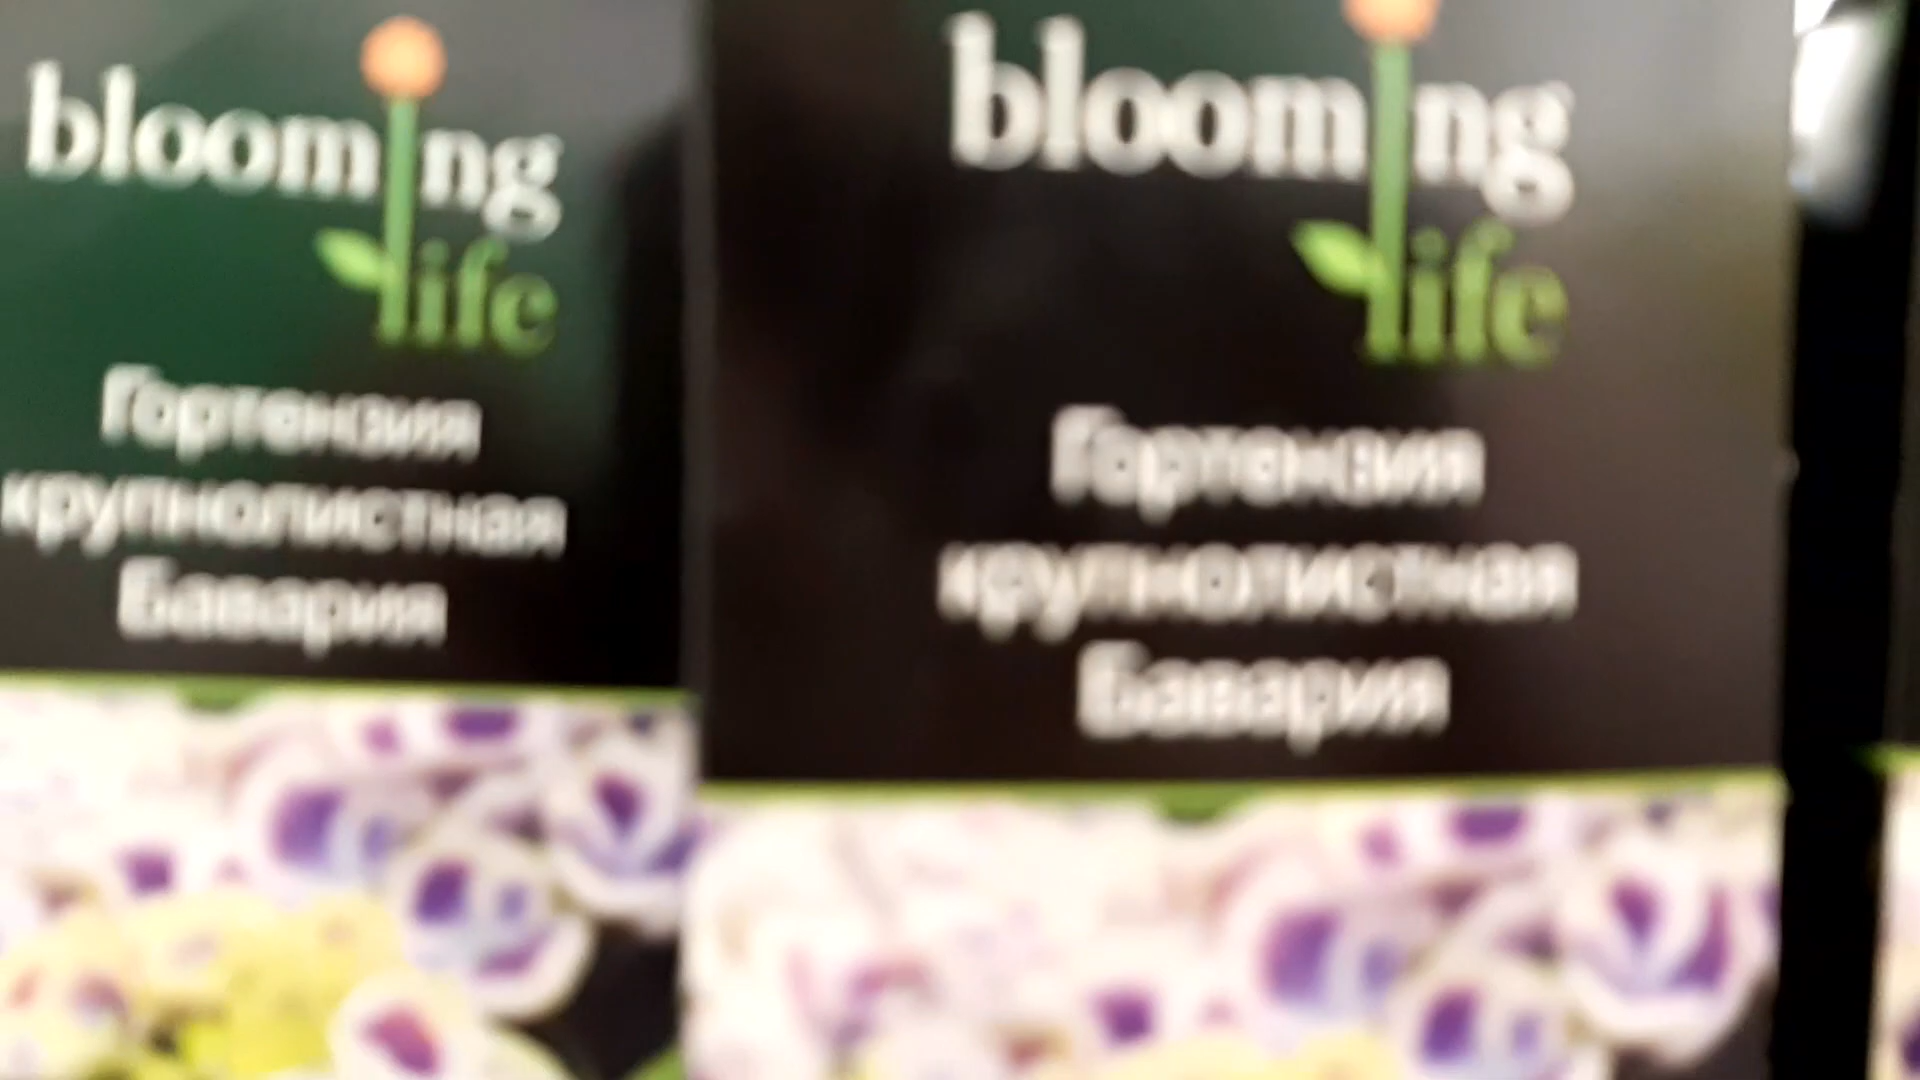 blooming
life
Гортензия
крупнолистная
Бавария
blooming
life
Гортензия
крупнолистная
Бавария